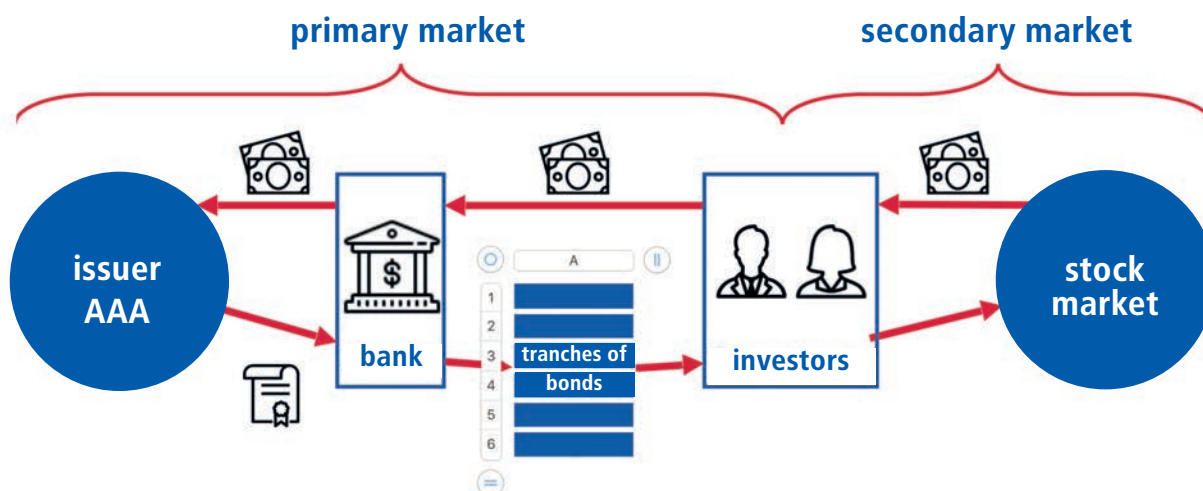 primary market
secondary market
issuer
AAA
$
bank
A
1
2
3
4
5
6
tranches of
bonds
investors
stock
market